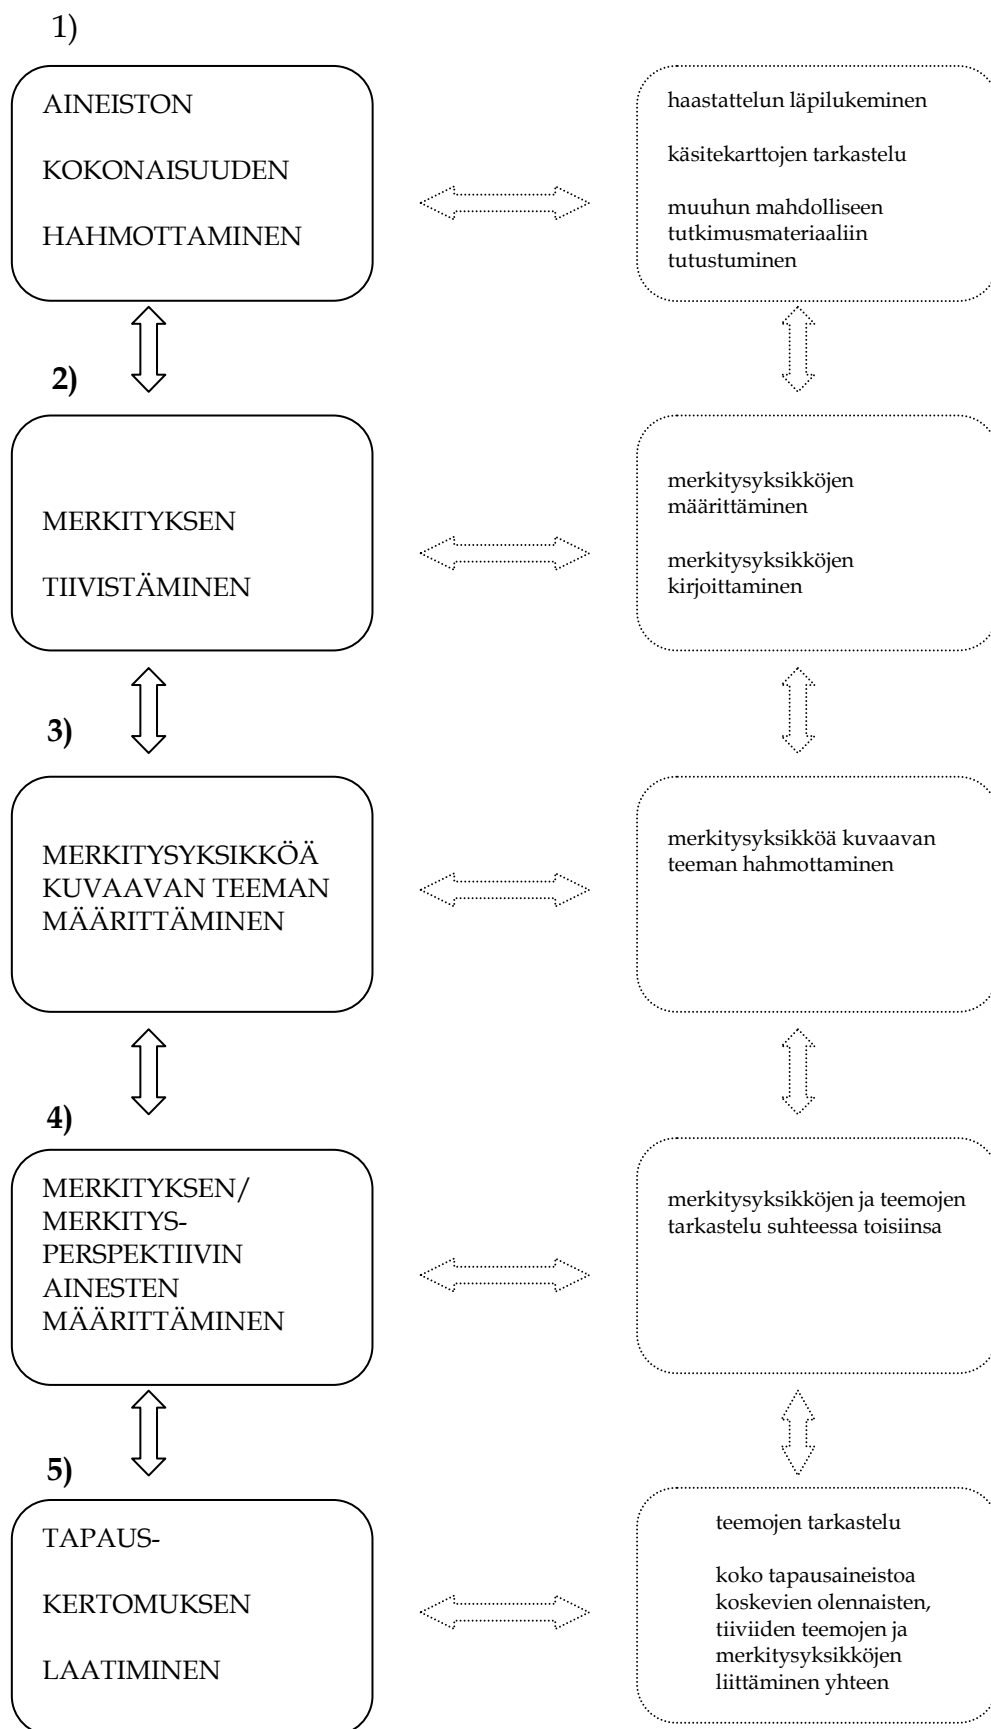 1)
AINEISTON
KOKONAISUUDEN
HAHMOTTAMINEN
haastattelun läpilukeminen
käsitekarttojen tarkastelu
muuhun mahdolliseen
tutkimusmateriaaliin
tutustuminen
2)
MERKITYKSEN
TIIVISTÄMINEN
merkitysyksikköjen
määrittäminen
merkitysyksikköjen
kirjoittaminen
3)
MERKITYSYKSIKKÖÄ
KUVAAVAN TEEMAN
MÄÄRITTÄMINEN
merkitysyksikköä kuvaavan
teeman hahmottaminen
4)
MERKITYKSEN/
MERKITYS-
PERSPEKTIIVIN
AINESTEN
MÄÄRITTÄMINEN
merkitysyksikköjen ja teemojen
tarkastelu suhteessa toisiinsa
5)
TAPAUS-
KERTOMUKSEN
LAATIMINEN
teemojen tarkastelu
koko tapausaineistoa
koskevien olennaisten,
tiiviiden teemojen ja
merkitysyksikköjen
liittäminen yhteen